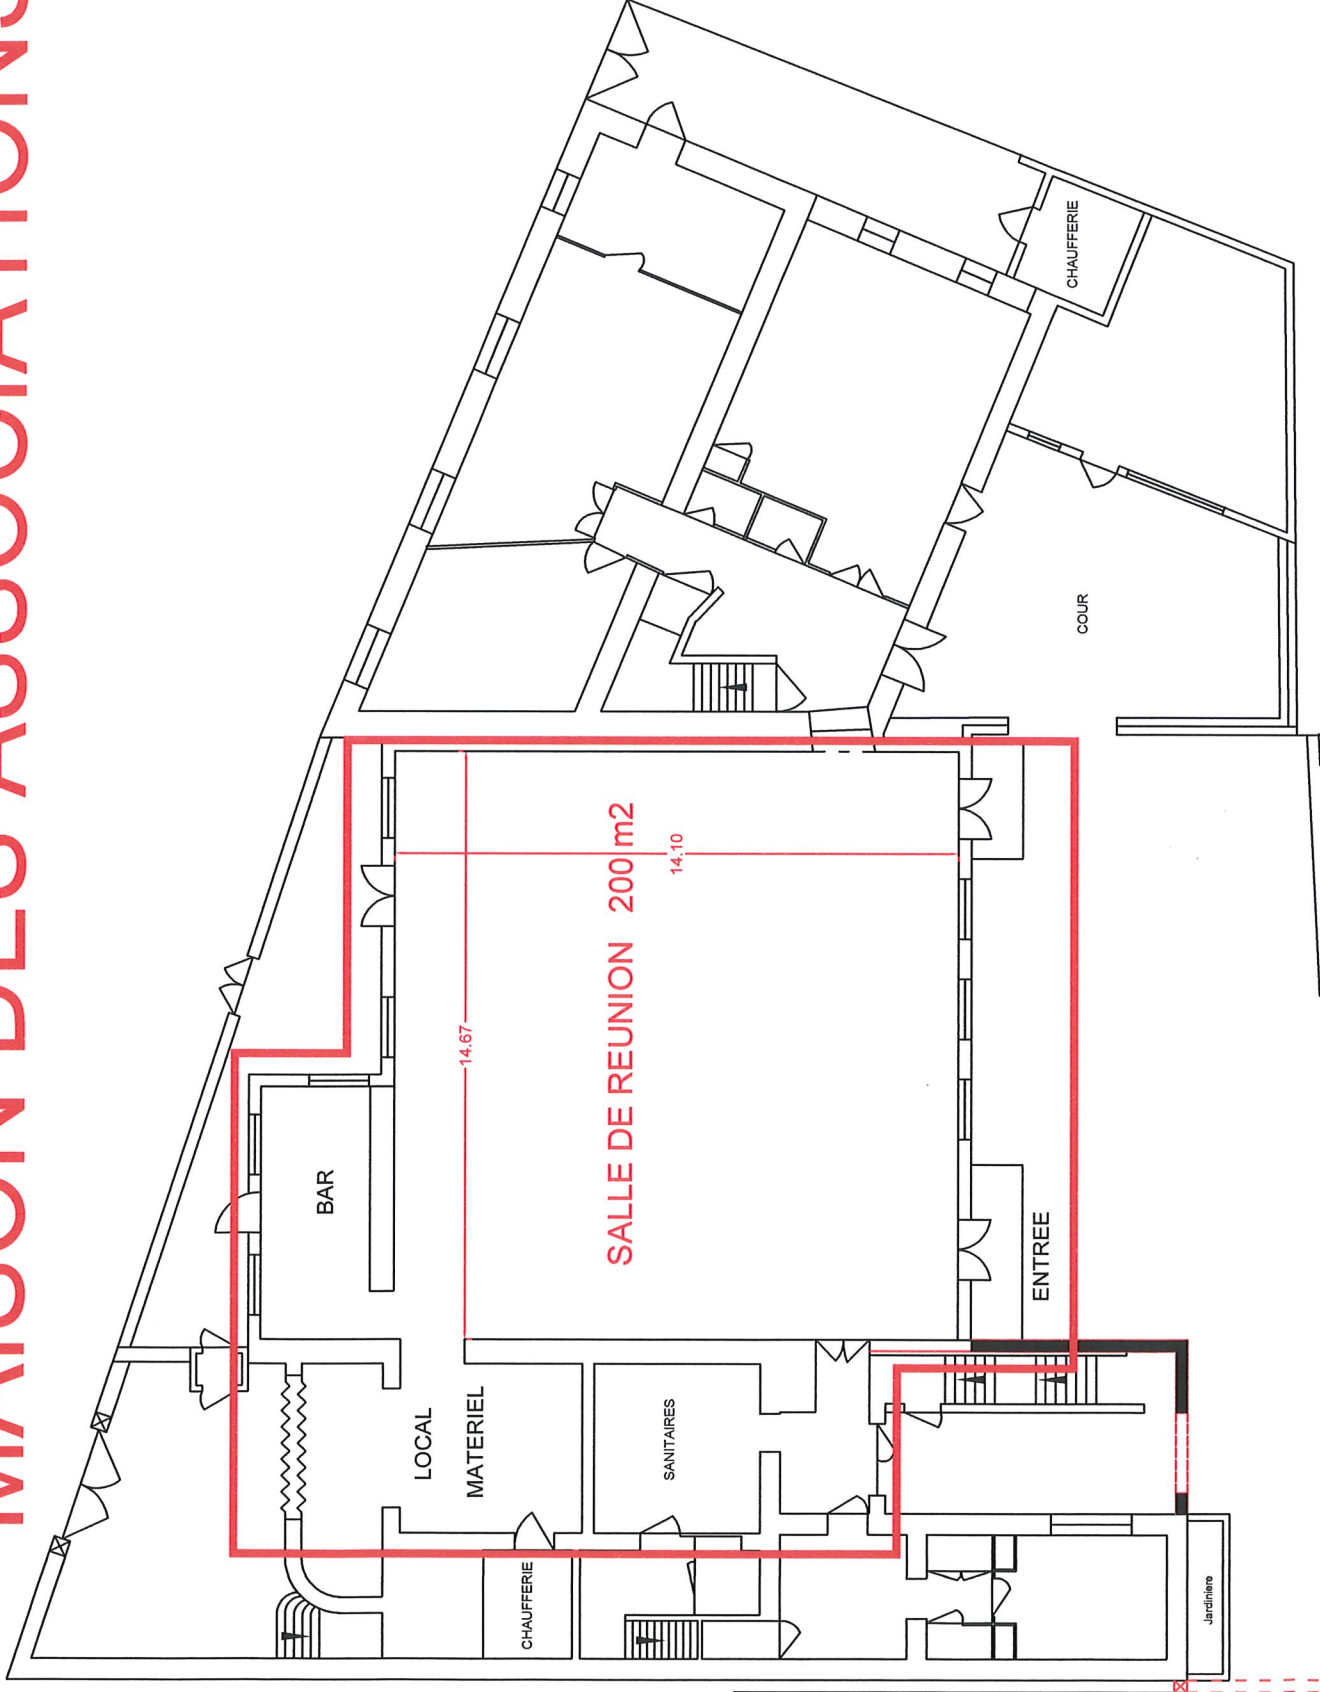 MAISON DES ASSOCIATIONS
CHAUFFERIE
COUR
SALLE DE REUNION 200 m2
14.10
14.67
BAR
ENTREE
LOCAL
MATERIEL
SANITAIRES
CHAUFFERIE
Jardiniere